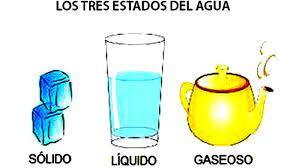 LOS TRES ESTADOS DEL AGUA
SÓLIDO LÍQUIDO GASEOSO